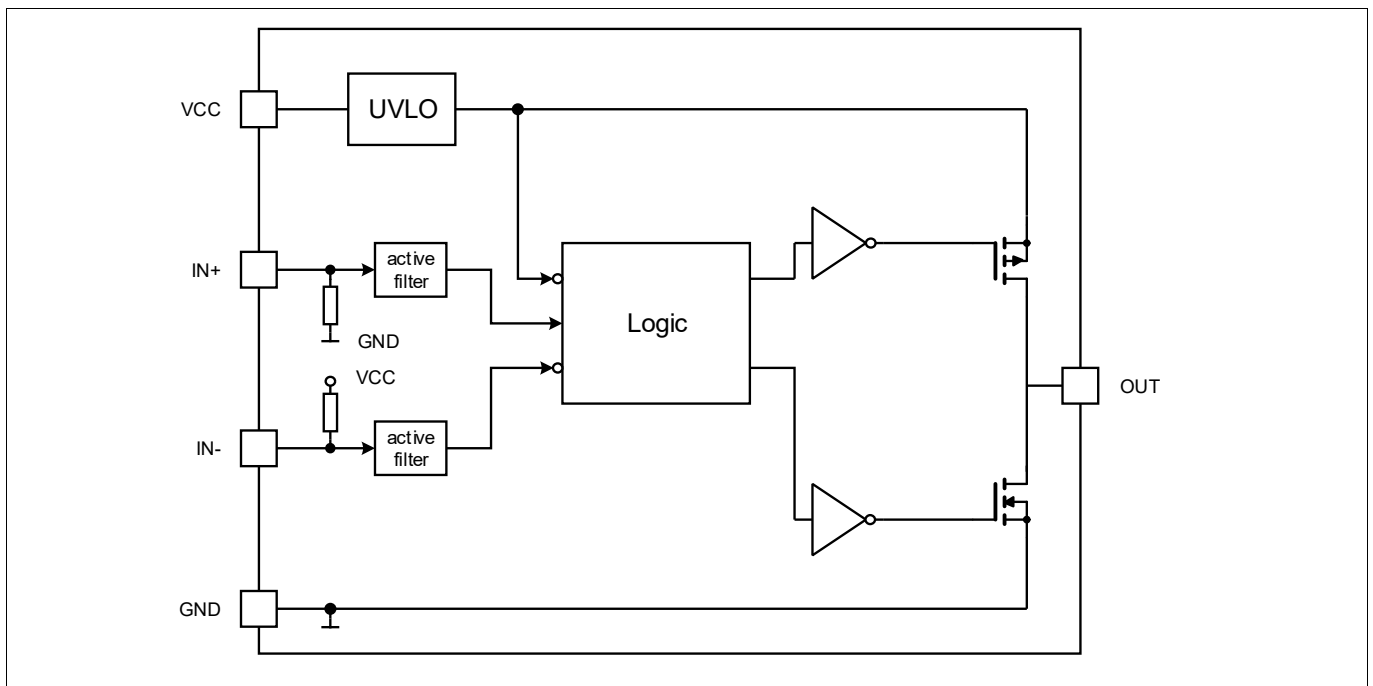 VCC
UVLO
IN+
active
filter
GND
Logic
VCC
OUT
IN-
active
filter
GND